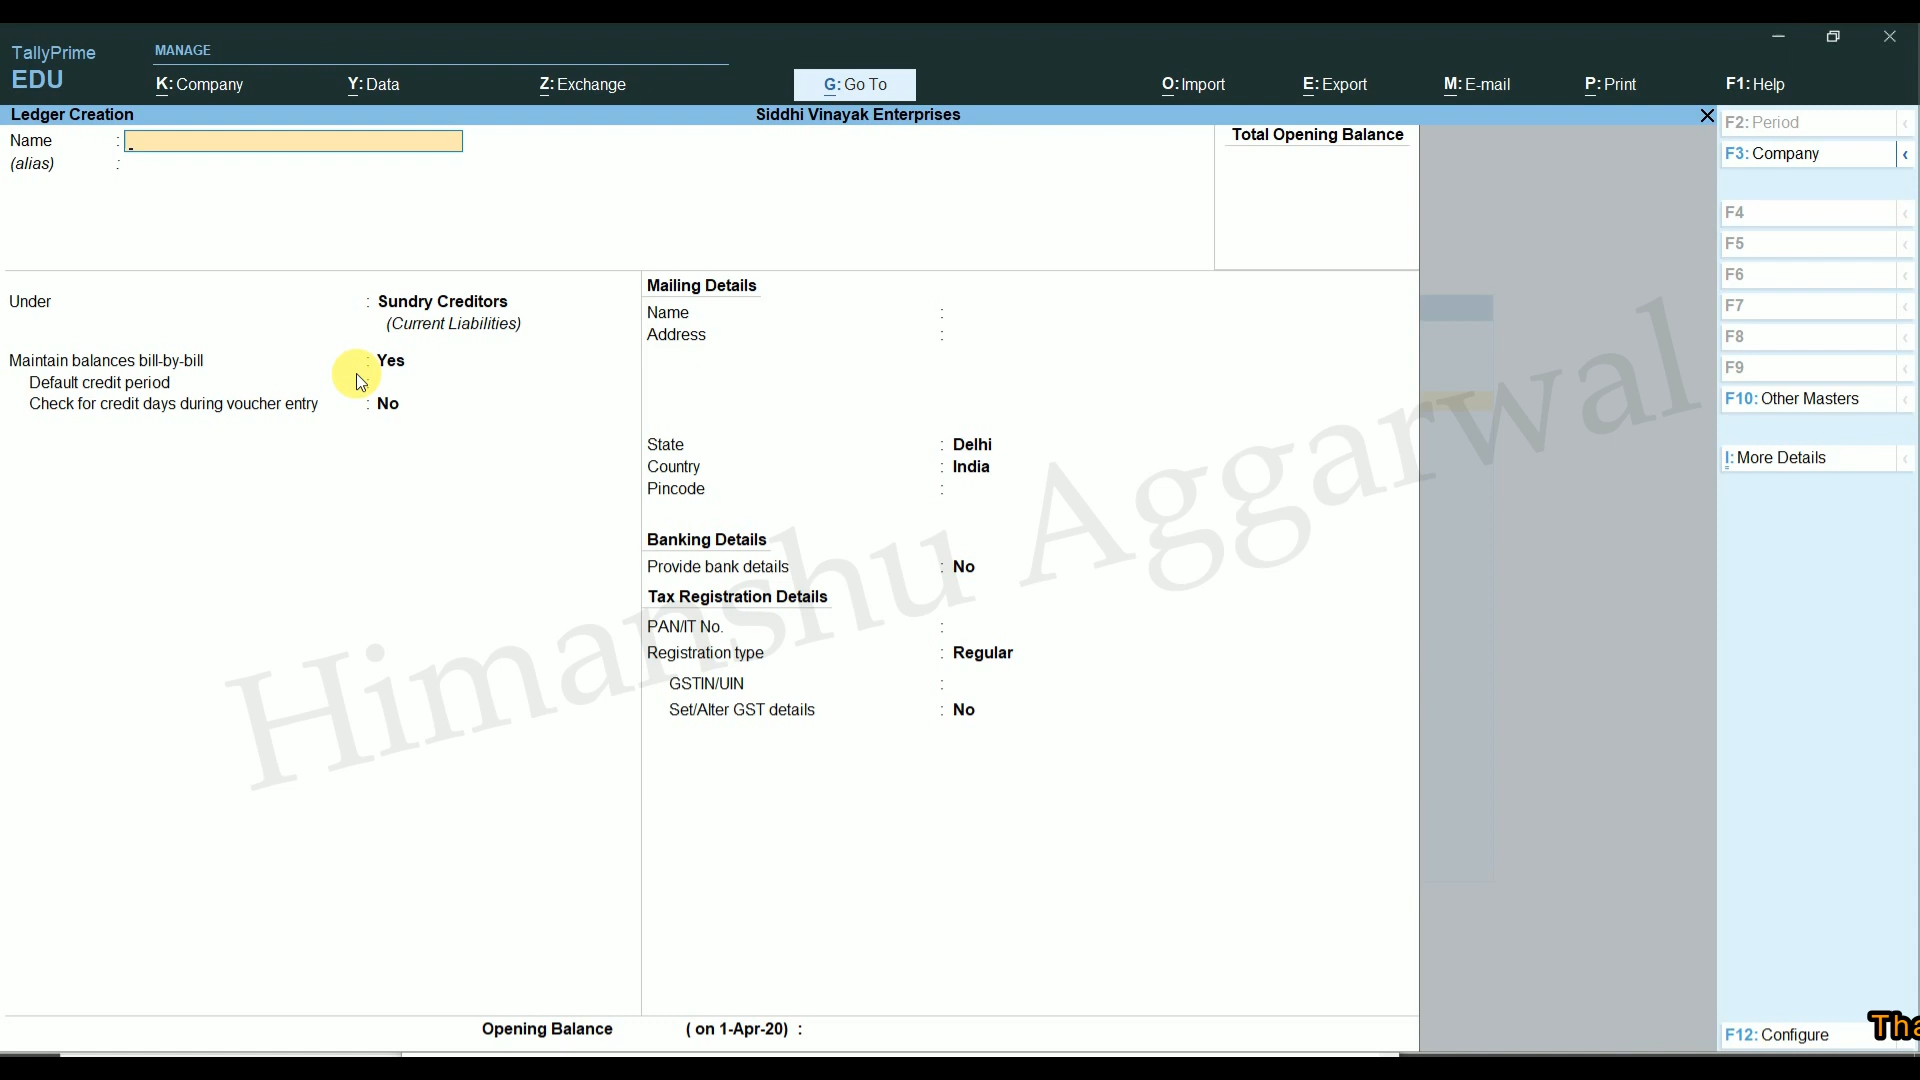 TallyPrime
EDU
MANAGE
K: Company
Y: Data
Z: Exchange
G: Go To
O: Import
E: Export
M: E-mail
P: Print
F1: Help
Ledger Creation
Siddhi Vinayak Enterprises
Name :
(alias) :
Total Opening Balance
Under : Sundry Creditors
(Current Liabilities)
Maintain balances bill-by-bill : Yes
Default credit period
Check for credit days during voucher entry : No
Mailing Details
Name :
Address :
State : Delhi
Country : India
Pincode :
Banking Details
Provide bank details : No
Tax Registration Details
PAN/IT No. :
Registration type : Regular
GSTIN/UIN :
Set/Alter GST details : No
Opening Balance ( on 1-Apr-20) :
F2: Period
F3: Company
F4
F5
F6
F7
F8
F9
F10: Other Masters
I: More Details
F12: Configure
Himanshu Aggarwal